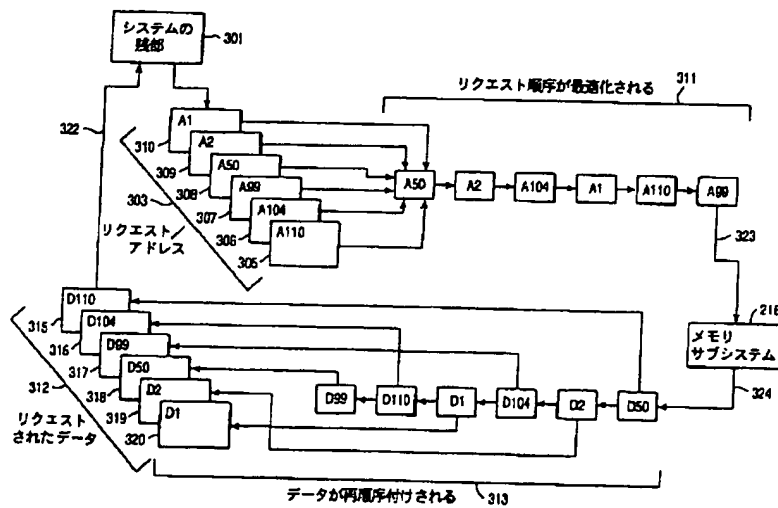 システムの
残部
301
リクエスト順序が最適化される
311
322
A1
310
A2
309
A50
308
A99
307
A104
306
A110
305
303
リクエスト/
アドレス
A50
A2
A104
A1
A110
A99
323
218
メモリ
サブシステム
324
D110
315
D104
316
D99
317
D50
318
D2
319
D1
320
312
リクエスト
されたデータ
D99
D110
D1
D104
D2
D50
データが再順序付けされる
313